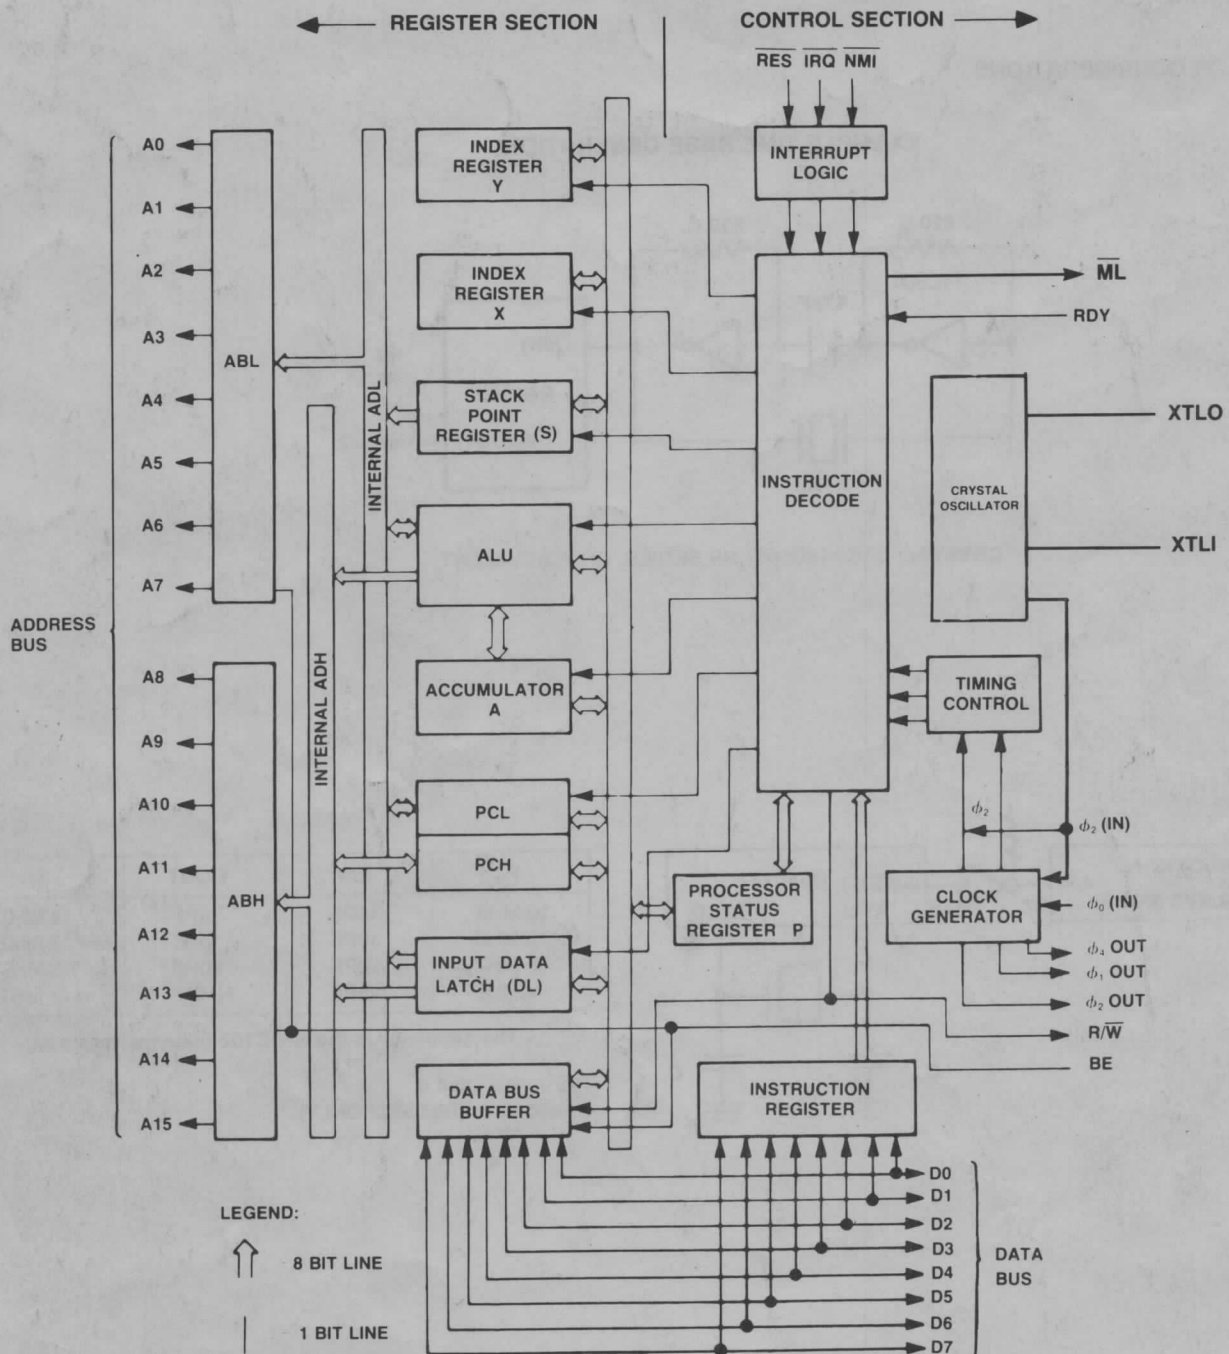 REGISTER SECTION
CONTROL SECTION
RES IRQ NMI
INTERRUPT
LOGIC
ML
RDY
A0
A1
A2
A3
A4
A5
A6
A7
ADDRESS
BUS
A8
A9
A10
A11
A12
A13
A14
A15
ABL
ABH
INTERNAL ADL
INTERNAL ADH
INDEX
REGISTER
Y
INDEX
REGISTER
X
STACK
POINT
REGISTER (S)
ALU
ACCUMULATOR
A
PCL
PCH
INPUT DATA
LATCH (DL)
DATA BUS
BUFFER
INSTRUCTION
DECODE
PROCESSOR
STATUS
REGISTER P
INSTRUCTION
REGISTER
CRYSTAL
OSCILLATOR
XTLO
XTLI
TIMING
CONTROL
ϕ₂
ϕ₂ (IN)
CLOCK
GENERATOR
ϕ₀ (IN)
ϕ₄ OUT
ϕ₁ OUT
ϕ₂ OUT
R/W̅
BE
D0
D1
D2
D3
D4
D5
D6
D7
DATA
BUS
LEGEND:
8 BIT LINE
1 BIT LINE